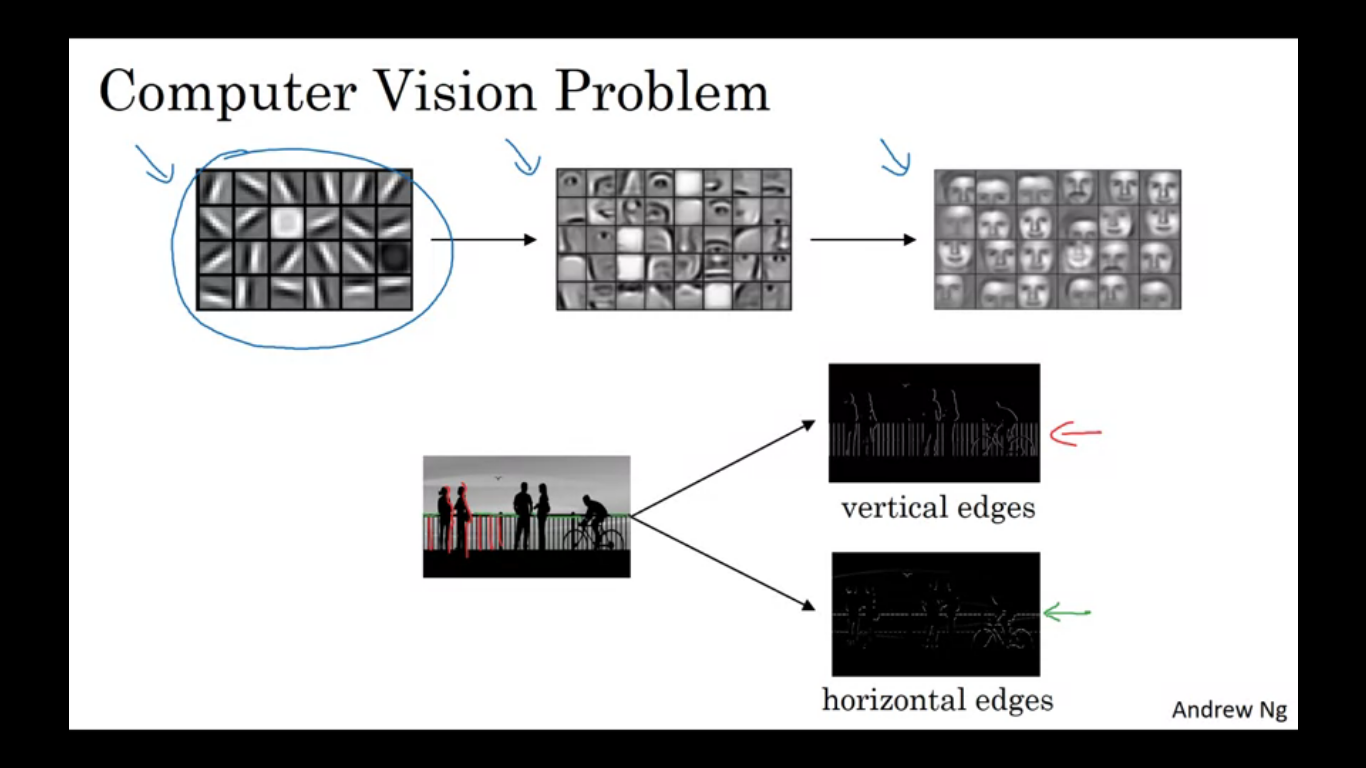 Computer Vision Problem
vertical edges
horizontal edges
Andrew Ng